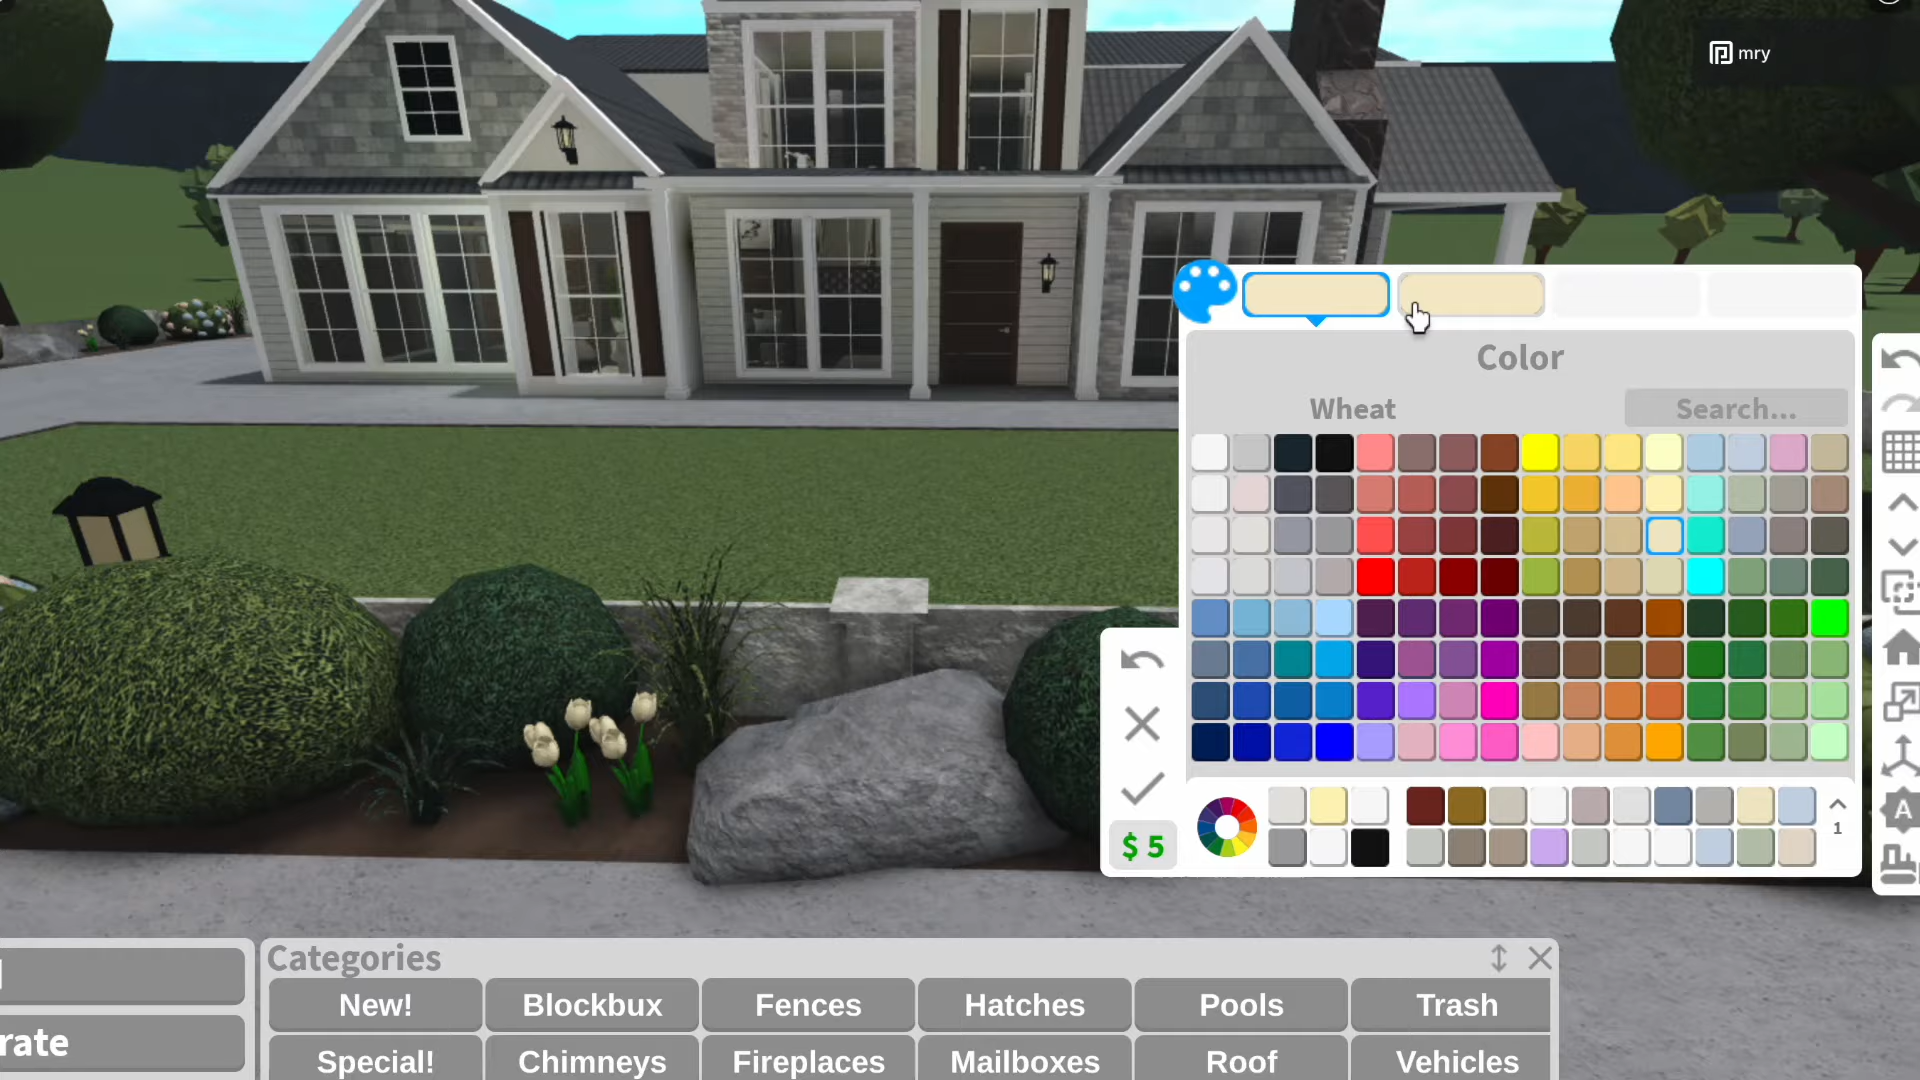 mry
Color
Wheat
Search...
1
A
$ 5
Categories
New!
Blockbux
Fences
Hatches
Pools
Trash
rate
Special!
Chimneys
Fireplaces
Mailboxes
Roof
Vehicles